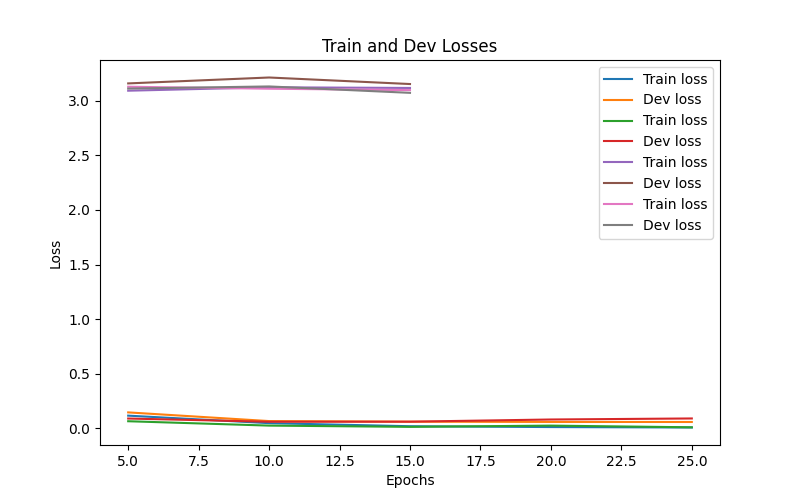 Train and Dev Losses
Loss
3.0
2.5
2.0
1.5
1.0
0.5
0.0
Train loss
Dev loss
Train loss
Dev loss
Train loss
Dev loss
Train loss
Dev loss
5.0 7.5 10.0 12.5 15.0 17.5 20.0 22.5 25.0
Epochs